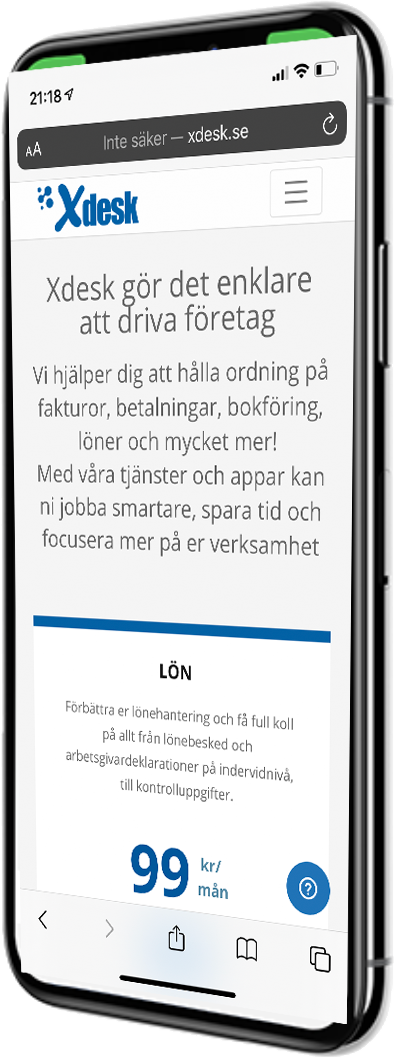 21:18
AA Inte säker — xdesk.se
Xdesk
Xdesk gör det enklare
att driva företag
Vi hjälper dig att hålla ordning på
fakturor, betalningar, bokföring,
löner och mycket mer!
Med våra tjänster och appar kan
ni jobba smartare, spara tid och
focusera mer på er verksamhet
LÖN
Förbättra er lönehantering och få full koll
på allt från lönebesked och
arbetsgivardeklarationer på indervidnivå,
till kontrolluppgifter.
99 kr/
mån